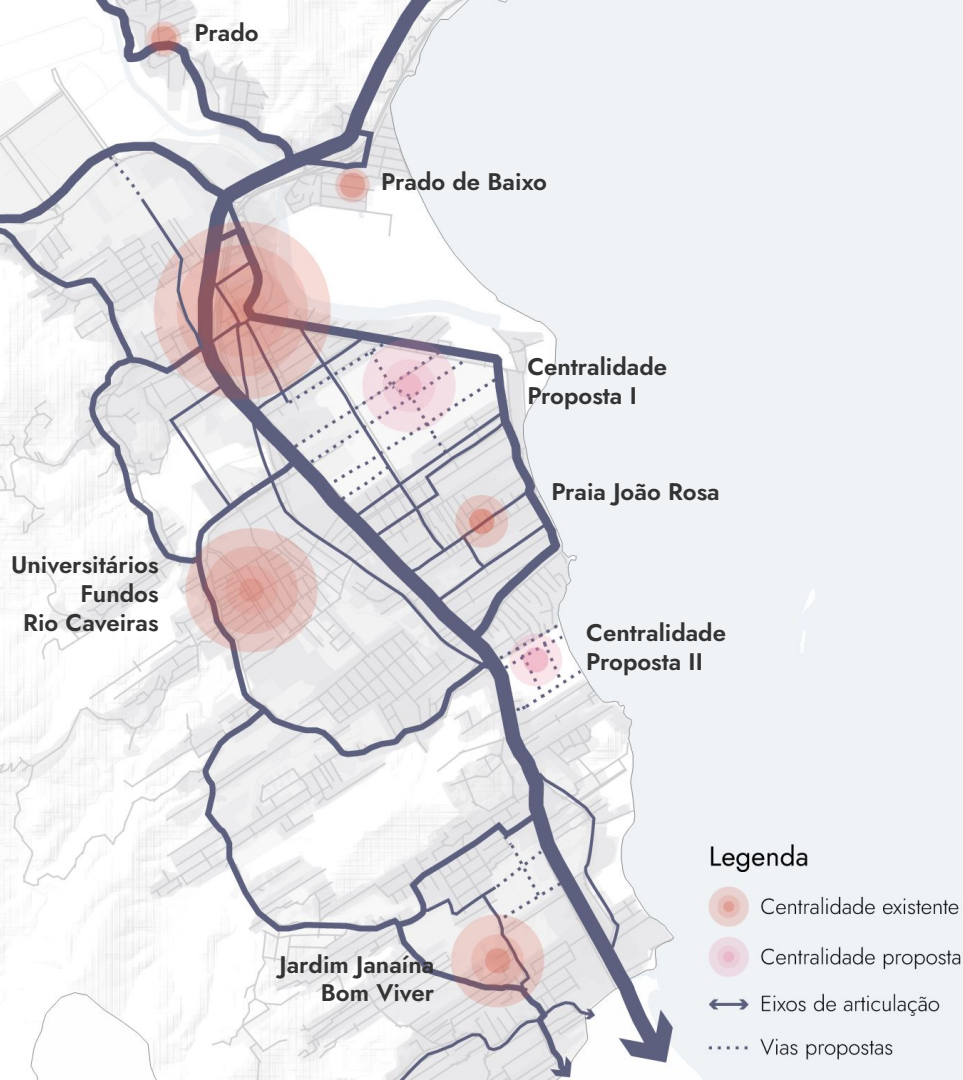 Prado
Prado de Baixo
Centralidade
Proposta I
Praia João Rosa
Universitários
Fundos
Rio Caveiras
Centralidade
Proposta II
Jardim Janaína
Bom Viver
Legenda
Centralidade existente
Centralidade proposta
Eixos de articulação
Vias propostas